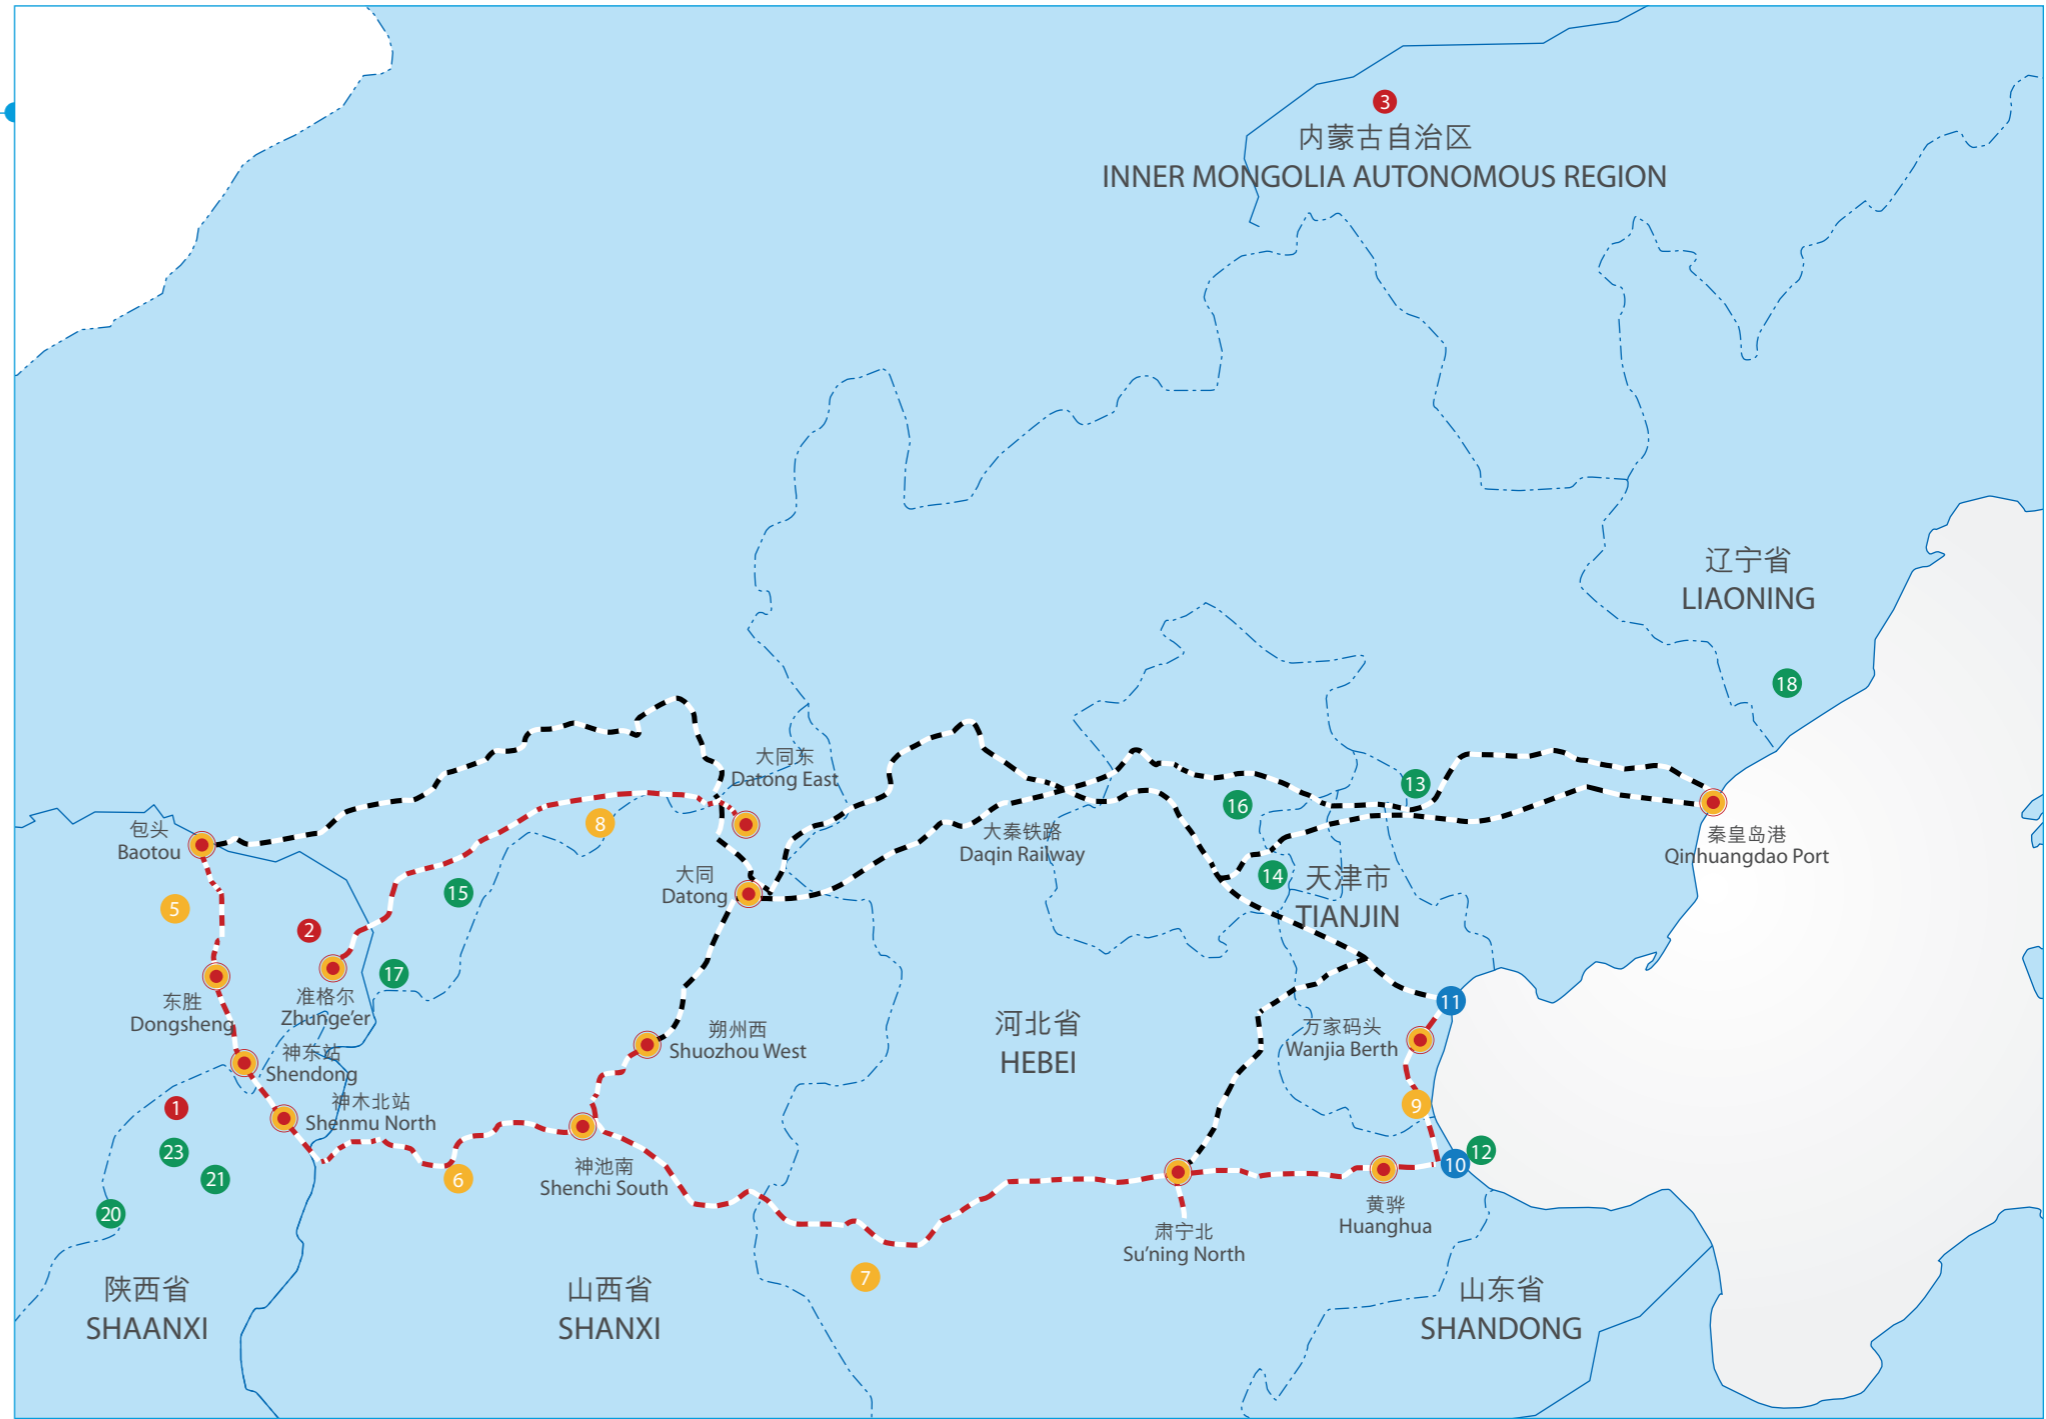 3
内蒙古自治区
INNER MONGOLIA AUTONOMOUS REGION
辽宁省
LIAONING
18
大同东
Datong East
13
16
8
包头
Baotou
大秦铁路
Daqin Railway
秦皇岛港
Qinhuangdao Port
大同
Datong
14
天津市
TIANJIN
15
5
2
17
东胜
Dongsheng
准格尔
Zhunge'er
11
朔州西
Shuozhou West
河北省
HEBEI
万家码头
Wanjia Berth
神东站
Shendong
1
神木北站
Shenmu North
9
23
21
20
6
神池南
Shenchi South
10
12
黄骅
Huanghua
肃宁北
Su'ning North
7
陕西省
SHAANXI
山西省
SHANXI
山东省
SHANDONG